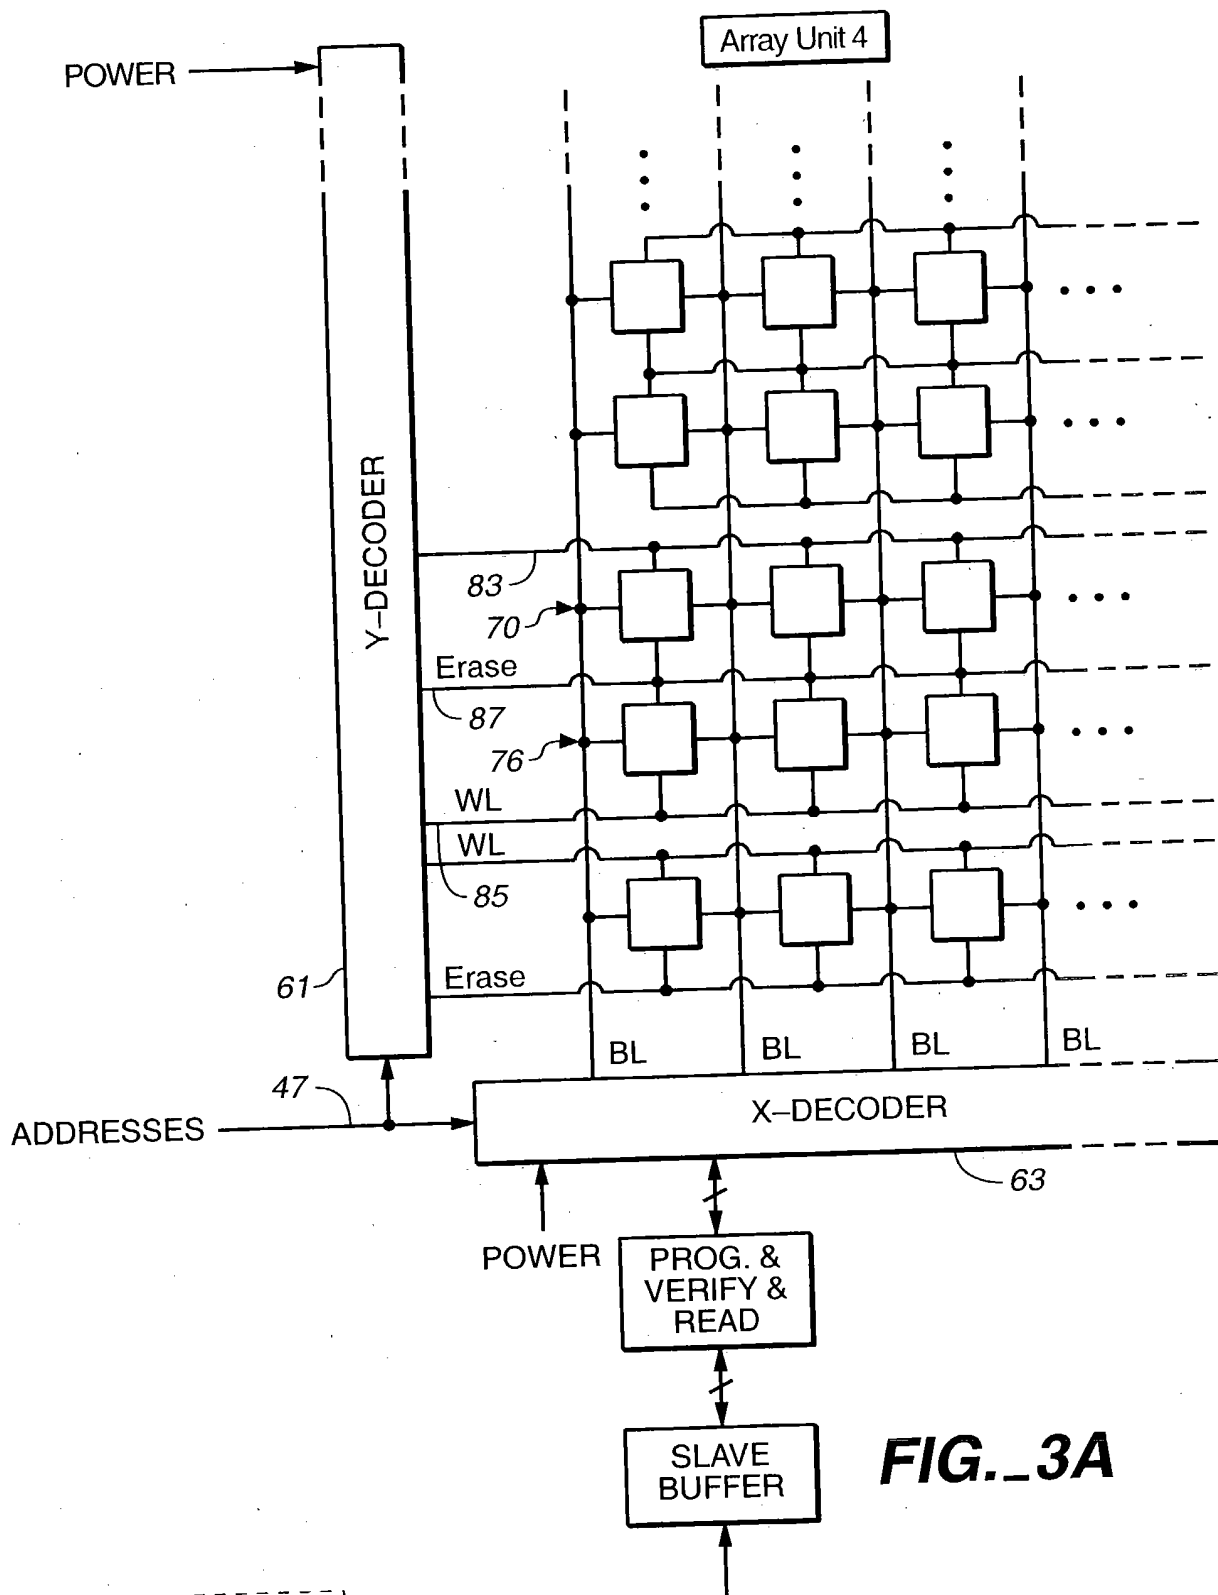 Array Unit 4
POWER
Y–DECODER
83
70
Erase
87
76
WL
WL
85
61
Erase
BL
BL
BL
BL
47
ADDRESSES
X–DECODER
63
POWER
PROG. &
VERIFY &
READ
SLAVE
BUFFER
FIG._3A